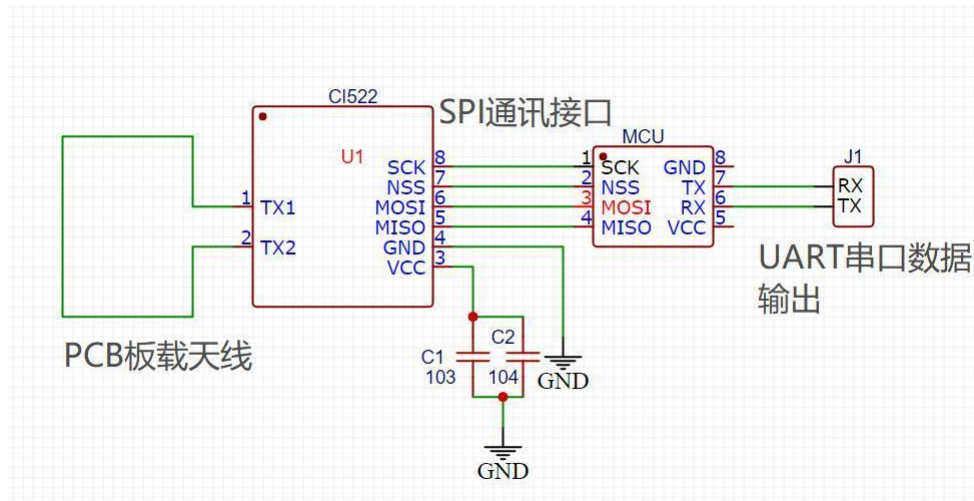 CI522
SPI通讯接口
MCU
J1
U1
SCK 8
NSS 7
MOSI 6
MISO 5
GND 4
VCC 3
1 TX1
2 TX2
1 SCK
2 NSS
3 MOSI
4 MISO
GND 8
TX 7
RX 6
VCC 5
RX
TX
UART串口数据
输出
PCB板载天线
C1
103
C2
104
GND
GND